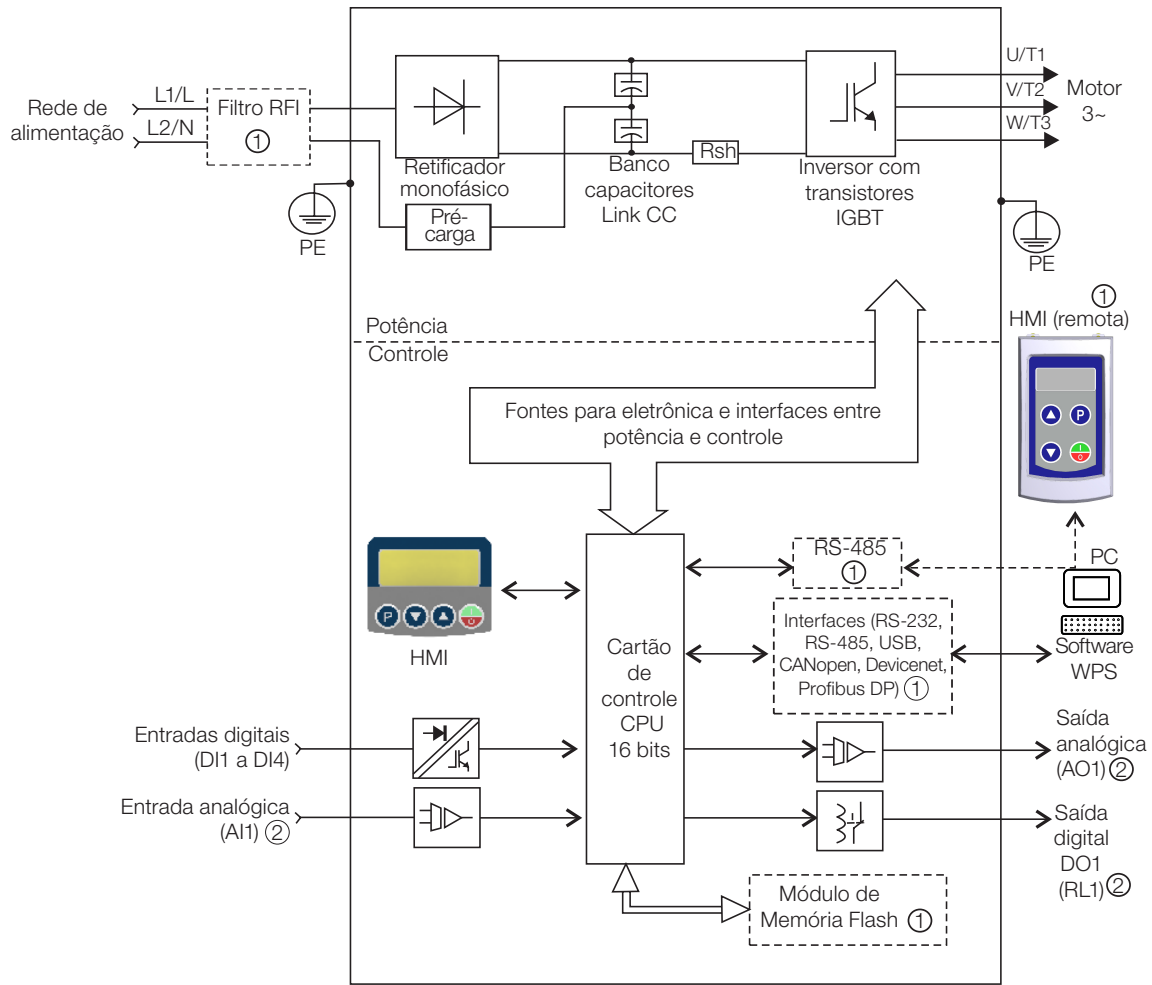 Rede de
alimentação
L1/L
L2/N
Filtro RFI
①
PE
Retificador
monofásico
Pré-
carga
Banco
capacitores
Link CC
Rsh
Inversor com
transistores
IGBT
U/T1
V/T2
W/T3
Motor
3~
PE
Potência
Controle
Fontes para eletrônica e interfaces entre
potência e controle
①
HMI (remota)
P
I
O
P
I
O
HMI
Cartão
de
controle
CPU
16 bits
RS-485
①
Interfaces (RS-232,
RS-485, USB,
CANopen, Devicenet,
Profibus DP) ①
PC
Software
WPS
Entradas digitais
(DI1 a DI4)
Entrada analógica
(AI1) ②
Saída
analógica
(AO1) ②
Saída
digital
DO1
(RL1) ②
Módulo de
Memória Flash ①